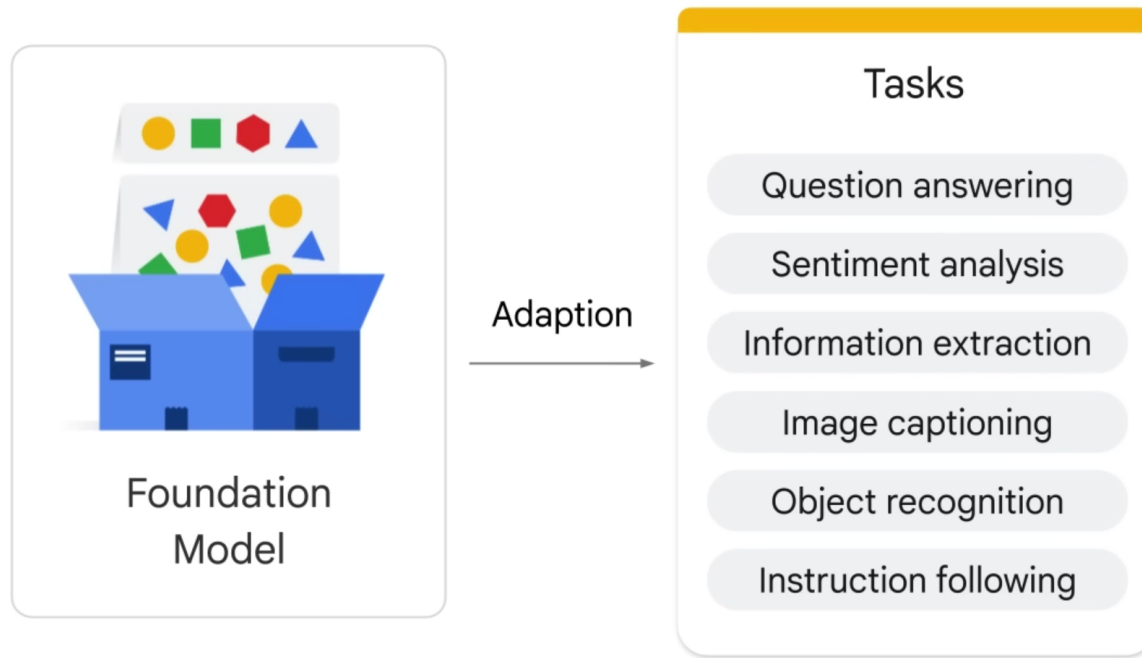 Foundation
Model
Adaption
Tasks
Question answering
Sentiment analysis
Information extraction
Image captioning
Object recognition
Instruction following